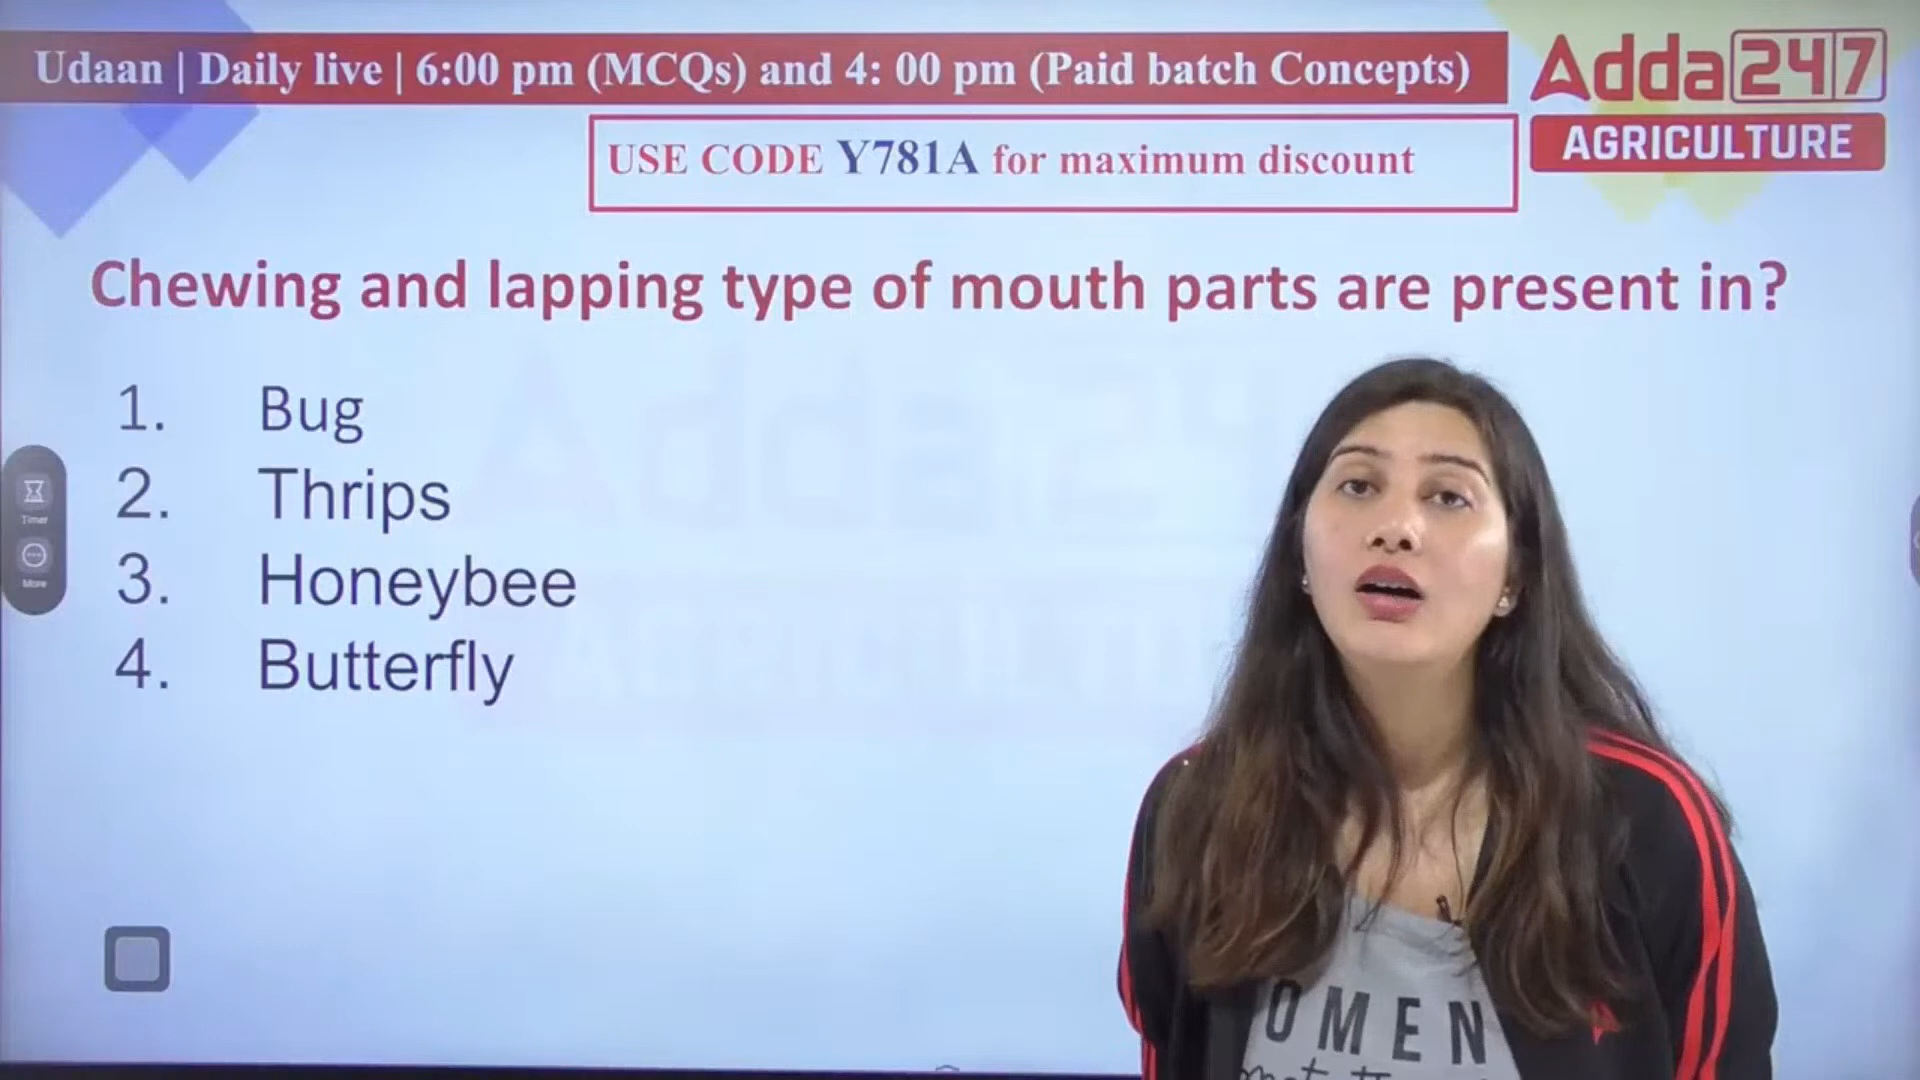 Udaan | Daily live | 6:00 pm (MCQs) and 4: 00 pm (Paid batch Concepts)
Adda247
AGRICULTURE
USE CODE Y781A for maximum discount
Chewing and lapping type of mouth parts are present in?
1. Bug
2. Thrips
3. Honeybee
4. Butterfly
Timer
More
OMEN